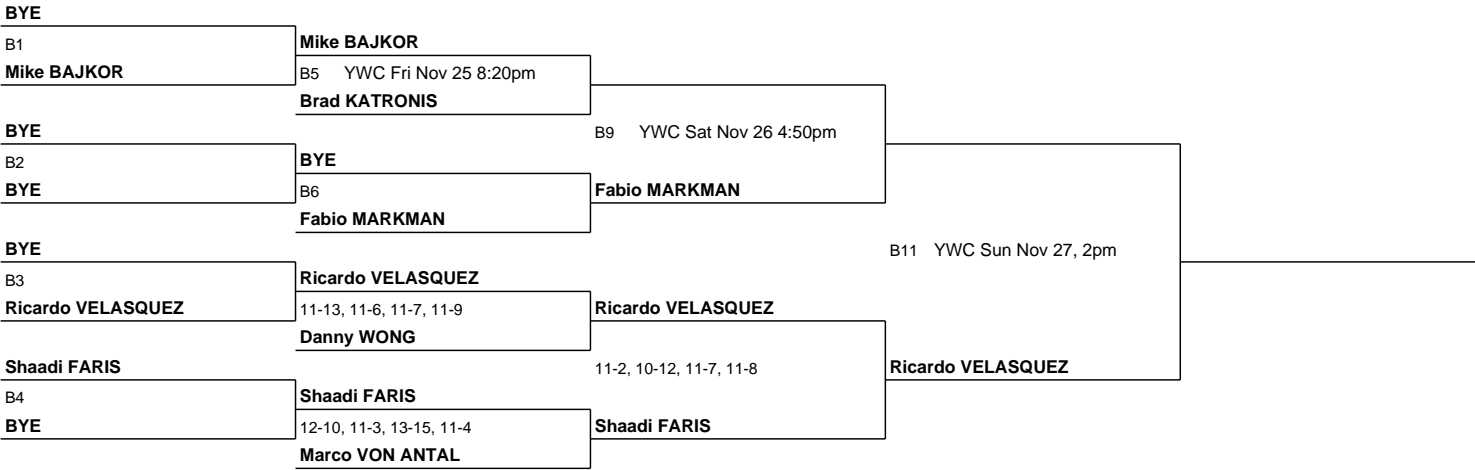 BYE
B1
Mike BAJKOR
Mike BAJKOR
B5 YWC Fri Nov 25 8:20pm
Brad KATRONIS
B9 YWC Sat Nov 26 4:50pm
BYE
B2
BYE
BYE
B6
Fabio MARKMAN
Fabio MARKMAN
B11 YWC Sun Nov 27, 2pm
BYE
B3
Ricardo VELASQUEZ
Ricardo VELASQUEZ
11-13, 11-6, 11-7, 11-9
Danny WONG
Ricardo VELASQUEZ
11-2, 10-12, 11-7, 11-8
Ricardo VELASQUEZ
Shaadi FARIS
B4
BYE
Shaadi FARIS
12-10, 11-3, 13-15, 11-4
Marco VON ANTAL
Shaadi FARIS